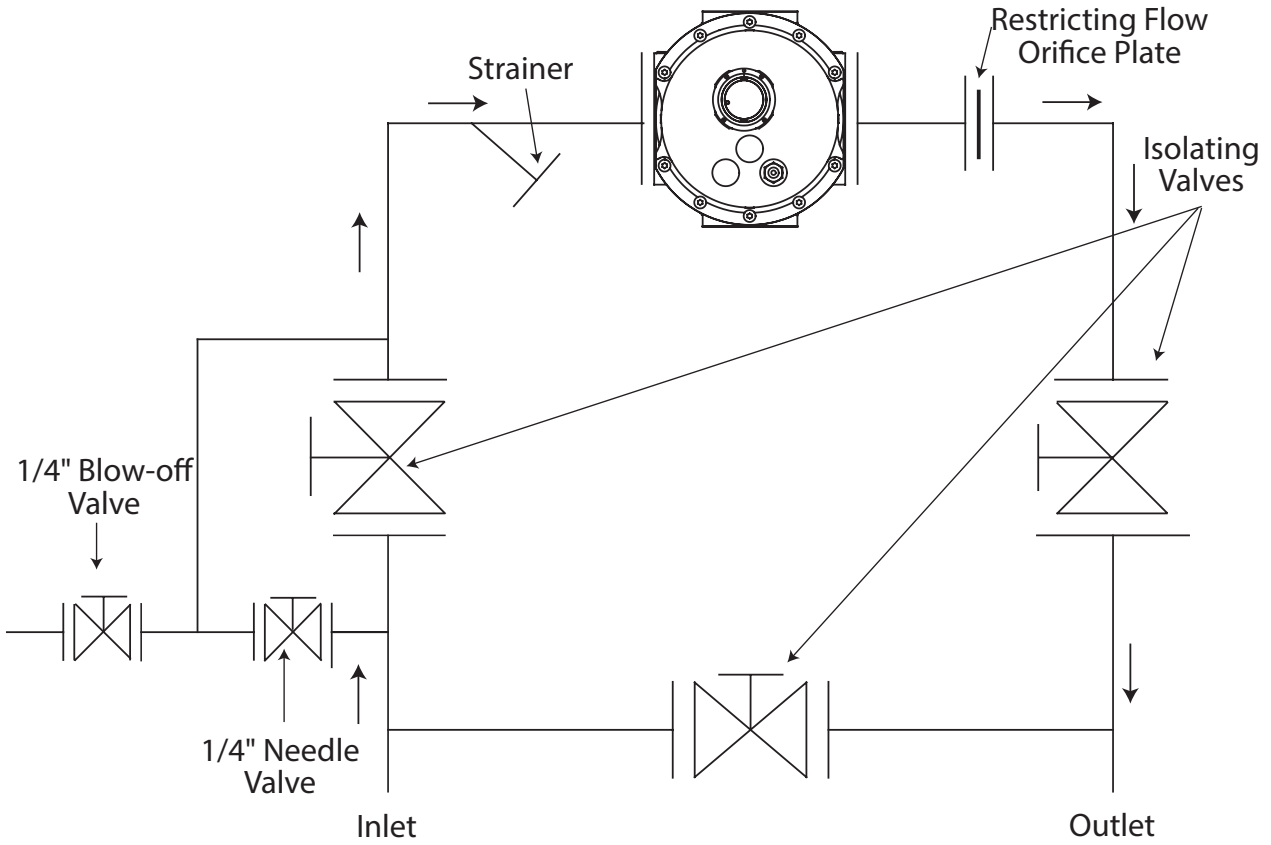 Restricting Flow
Orifice Plate
Strainer
Isolating
Valves
1/4" Blow-off
Valve
1/4" Needle
Valve
Inlet
Outlet